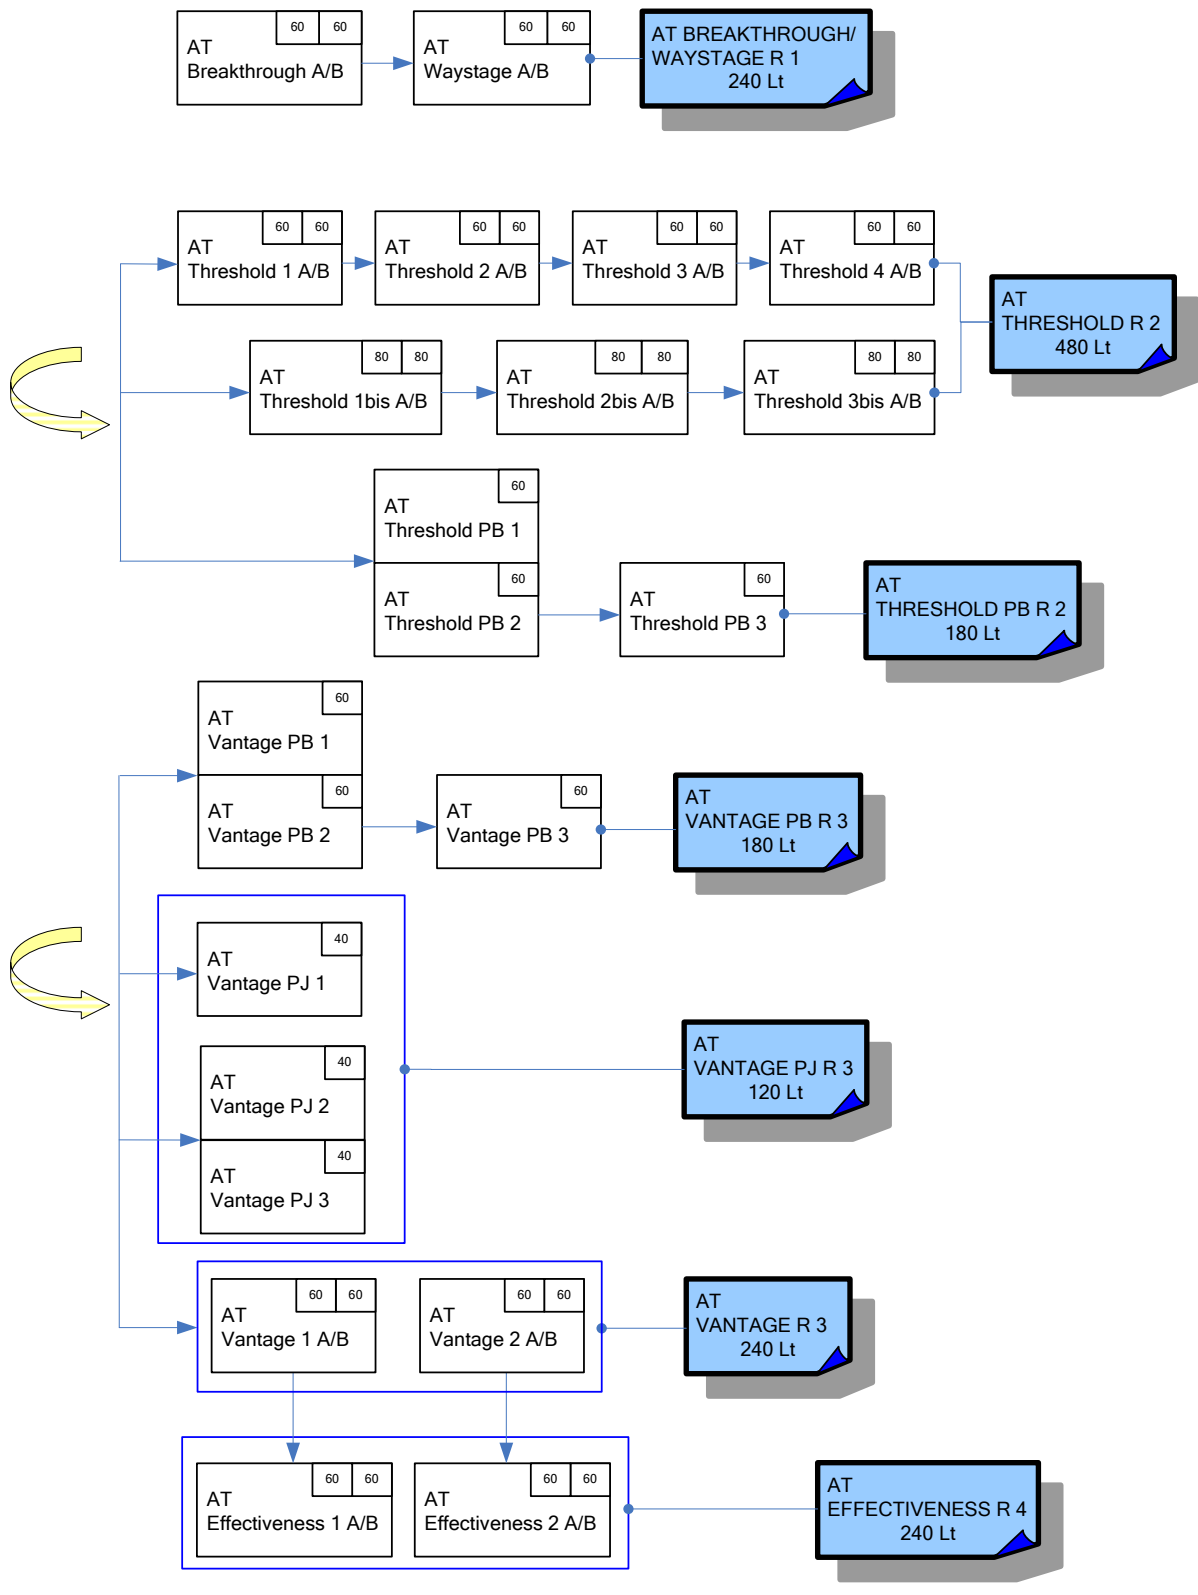 60 60
AT
Breakthrough A/B
60 60
AT
Waystage A/B
AT BREAKTHROUGH/
WAYSTAGE R 1
240 Lt
60 60
AT
Threshold 1 A/B
60 60
AT
Threshold 2 A/B
60 60
AT
Threshold 3 A/B
60 60
AT
Threshold 4 A/B
AT
THRESHOLD R 2
480 Lt
80 80
AT
Threshold 1bis A/B
80 80
AT
Threshold 2bis A/B
80 80
AT
Threshold 3bis A/B
60
AT
Threshold PB 1
60
AT
Threshold PB 2
60
AT
Threshold PB 3
AT
THRESHOLD PB R 2
180 Lt
60
AT
Vantage PB 1
60
AT
Vantage PB 2
60
AT
Vantage PB 3
AT
VANTAGE PB R 3
180 Lt
40
AT
Vantage PJ 1
40
AT
Vantage PJ 2
40
AT
Vantage PJ 3
AT
VANTAGE PJ R 3
120 Lt
60 60
AT
Vantage 1 A/B
60 60
AT
Vantage 2 A/B
AT
VANTAGE R 3
240 Lt
60 60
AT
Effectiveness 1 A/B
60 60
AT
Effectiveness 2 A/B
AT
EFFECTIVENESS R 4
240 Lt